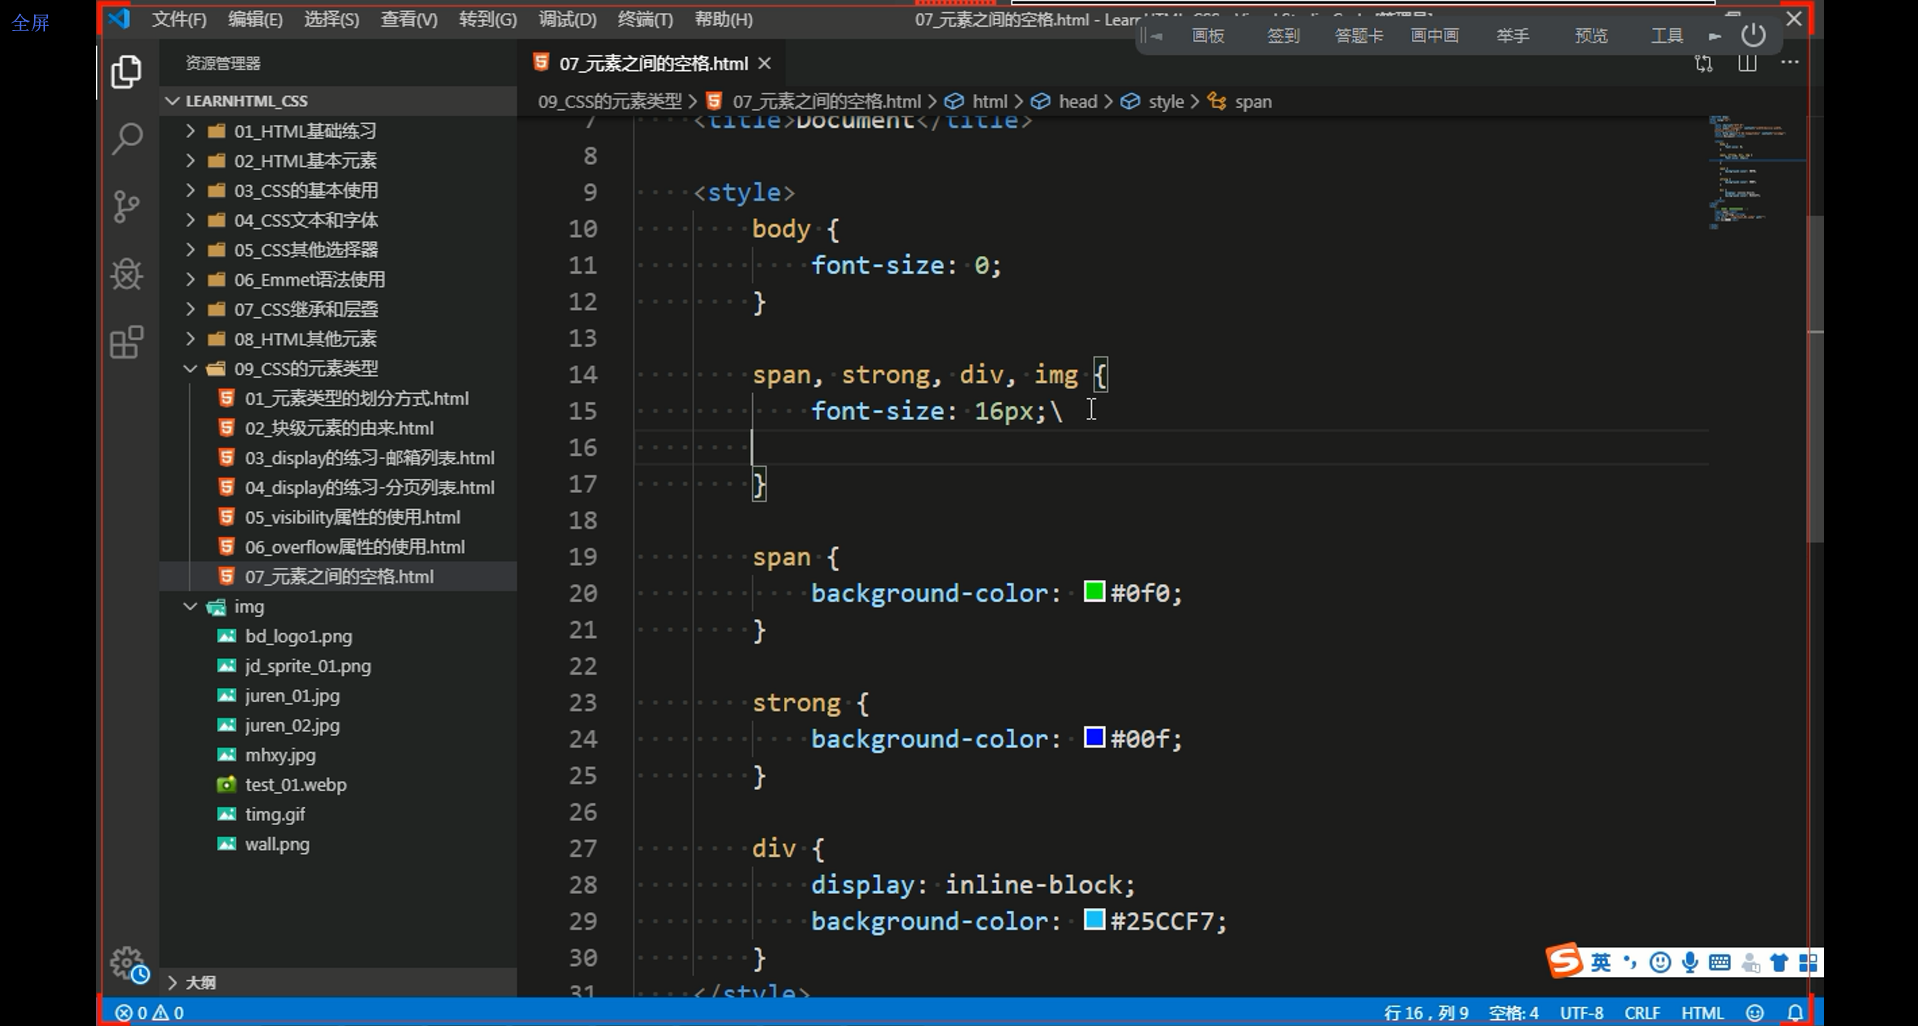 全屏
文件(F) 编辑(E) 选择(S) 查看(V) 转到(G) 调试(D) 终端(T) 帮助(H) 07_元素之间的空格.html - Learn
画板 签到 答题卡 画中画 举手 预览 工具
资源管理器
07_元素之间的空格.html
LEARNHTML_CSS
09_CSS的元素类型 > 07_元素之间的空格.html > html > head > style > span
01_HTML基础练习
02_HTML基本元素
03_CSS的基本使用
04_CSS文本和字体
05_CSS其他选择器
06_Emmet语法使用
07_CSS继承和层叠
08_HTML其他元素
09_CSS的元素类型
01_元素类型的划分方式.html
02_块级元素的由来.html
03_display的练习-邮箱列表.html
04_display的练习-分页列表.html
05_visibility属性的使用.html
06_overflow属性的使用.html
07_元素之间的空格.html
img
bd_logo1.png
jd_sprite_01.png
juren_01.jpg
juren_02.jpg
mhxy.jpg
test_01.webp
timg.gif
wall.png
大纲
7 <title>Document</title>
8
9 <style>
10 body {
11 font-size: 0;
12 }
13
14 span, strong, div, img {
15 font-size: 16px;\
16
17 }
18
19 span {
20 background-color: #0f0;
21 }
22
23 strong {
24 background-color: #00f;
25 }
26
27 div {
28 display: inline-block;
29 background-color: #25CCF7;
30 }
31 </style>
英
0 0 行 16，列 9 空格: 4 UTF-8 CRLF HTML